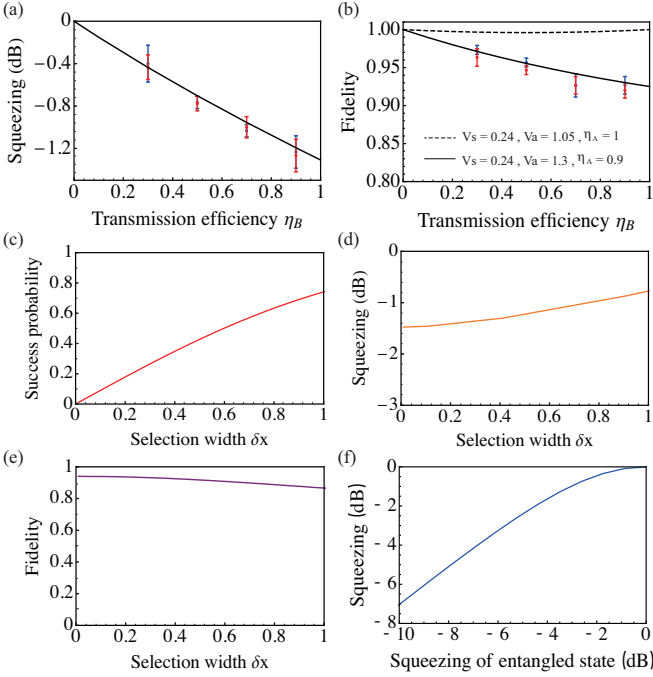 (a)
Squeezing (dB)
0
−0.4
−0.8
−1.2
0 0.2 0.4 0.6 0.8 1
Transmission efficiency η_B
(b)
Fidelity
1.00
0.95
0.90
0.85
0.80
Vs = 0.24 , Va = 1.05 , η_A = 1
Vs = 0.24 , Va = 1.3 , η_A = 0.9
0 0.2 0.4 0.6 0.8 1
Transmission efficiency η_B
(c)
Success probability
1
0.8
0.6
0.4
0.2
0
0 0.2 0.4 0.6 0.8 1
Selection width δx
(d)
Squeezing (dB)
0
−1
−2
−3
0 0.2 0.4 0.6 0.8 1
Selection width δx
(e)
Fidelity
1
0.8
0.6
0.4
0.2
0
0 0.2 0.4 0.6 0.8 1
Selection width δx
(f)
Squeezing (dB)
0
- 2
- 4
- 6
- 8
- 10 - 8 - 6 - 4 - 2 0
Squeezing of entangled state (dB)